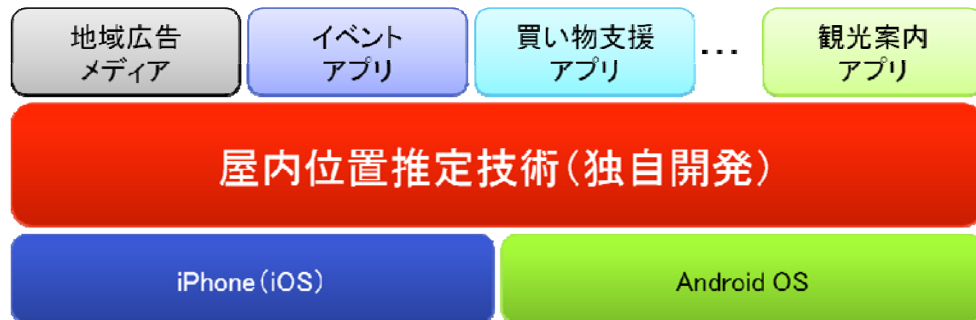 地域広告
メディア
イベント
アプリ
買い物支援
アプリ
...
観光案内
アプリ
屋内位置推定技術(独自開発)
iPhone(iOS)
Android OS